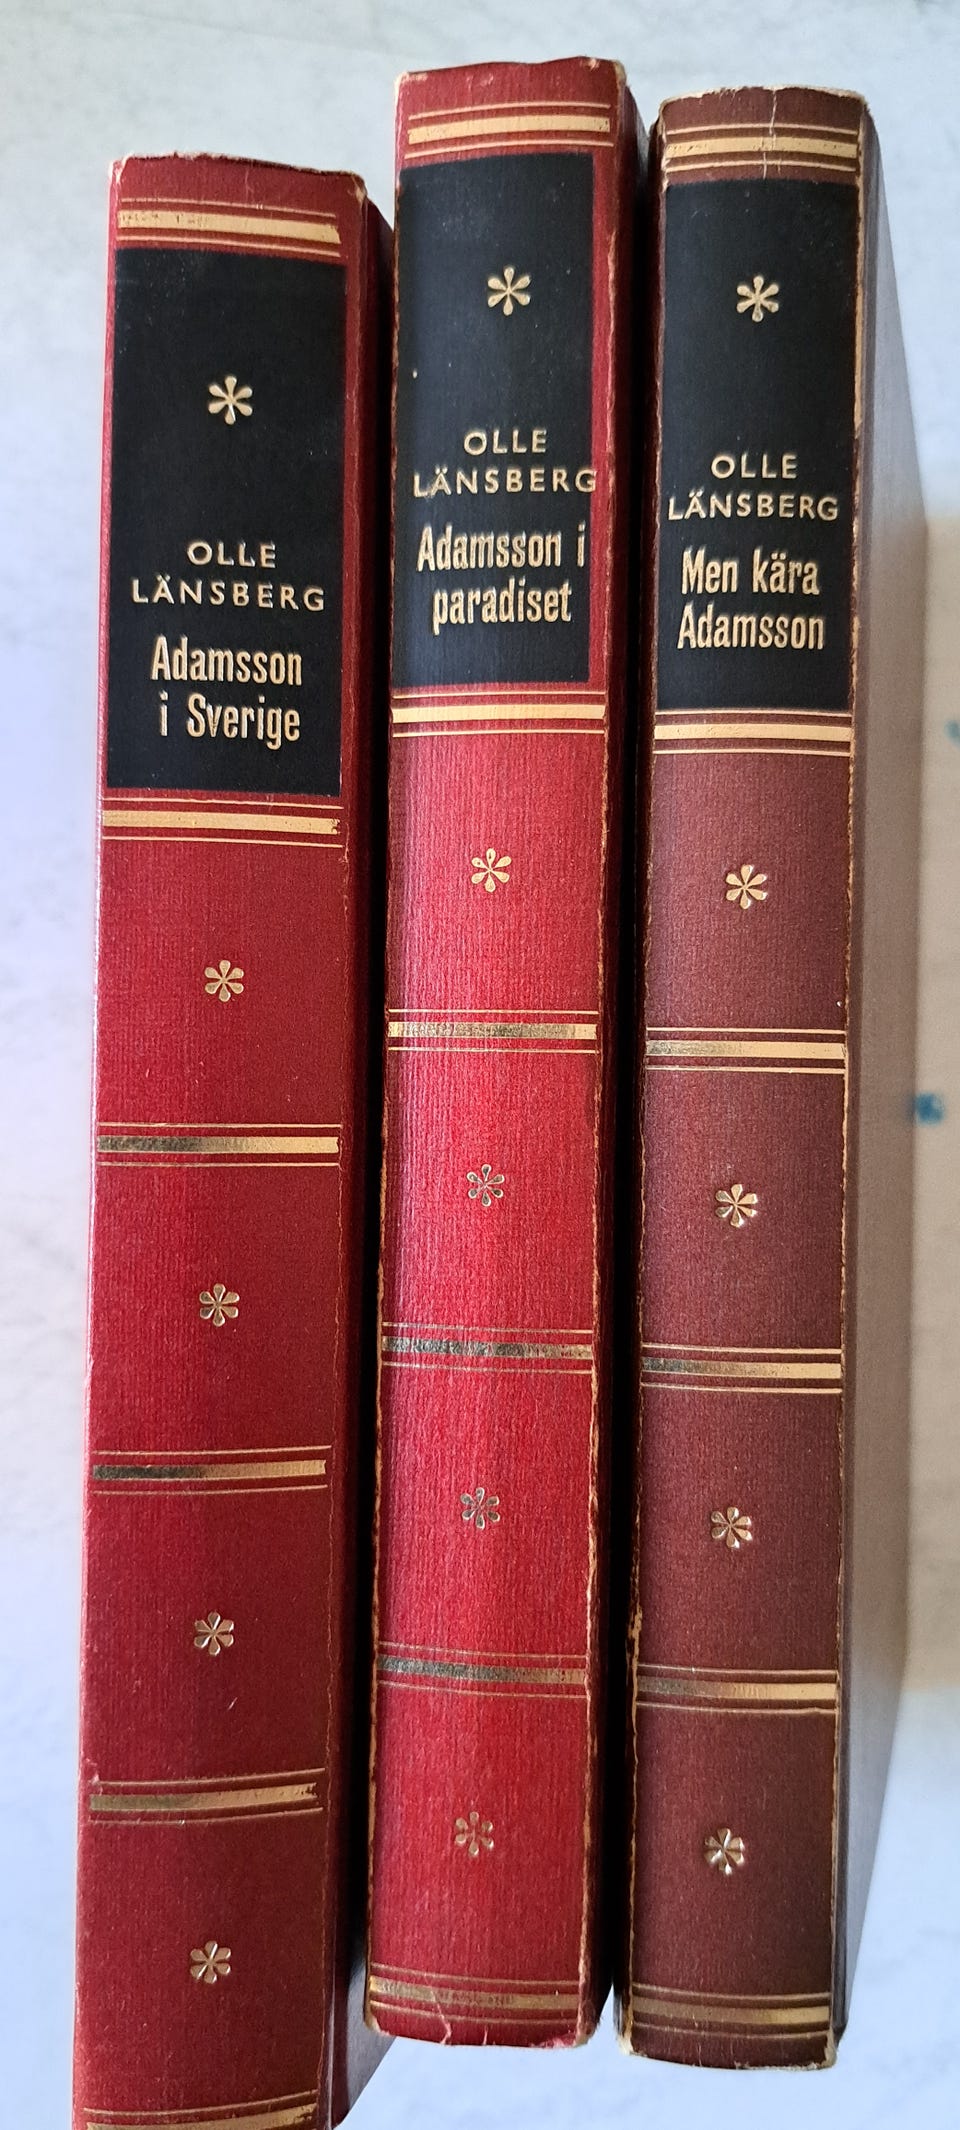 OLLE
LÄNSBERG
Adamsson
i Sverige
OLLE
LÄNSBERG
Adamsson i
paradiset
OLLE
LÄNSBERG
Men kära
Adamsson